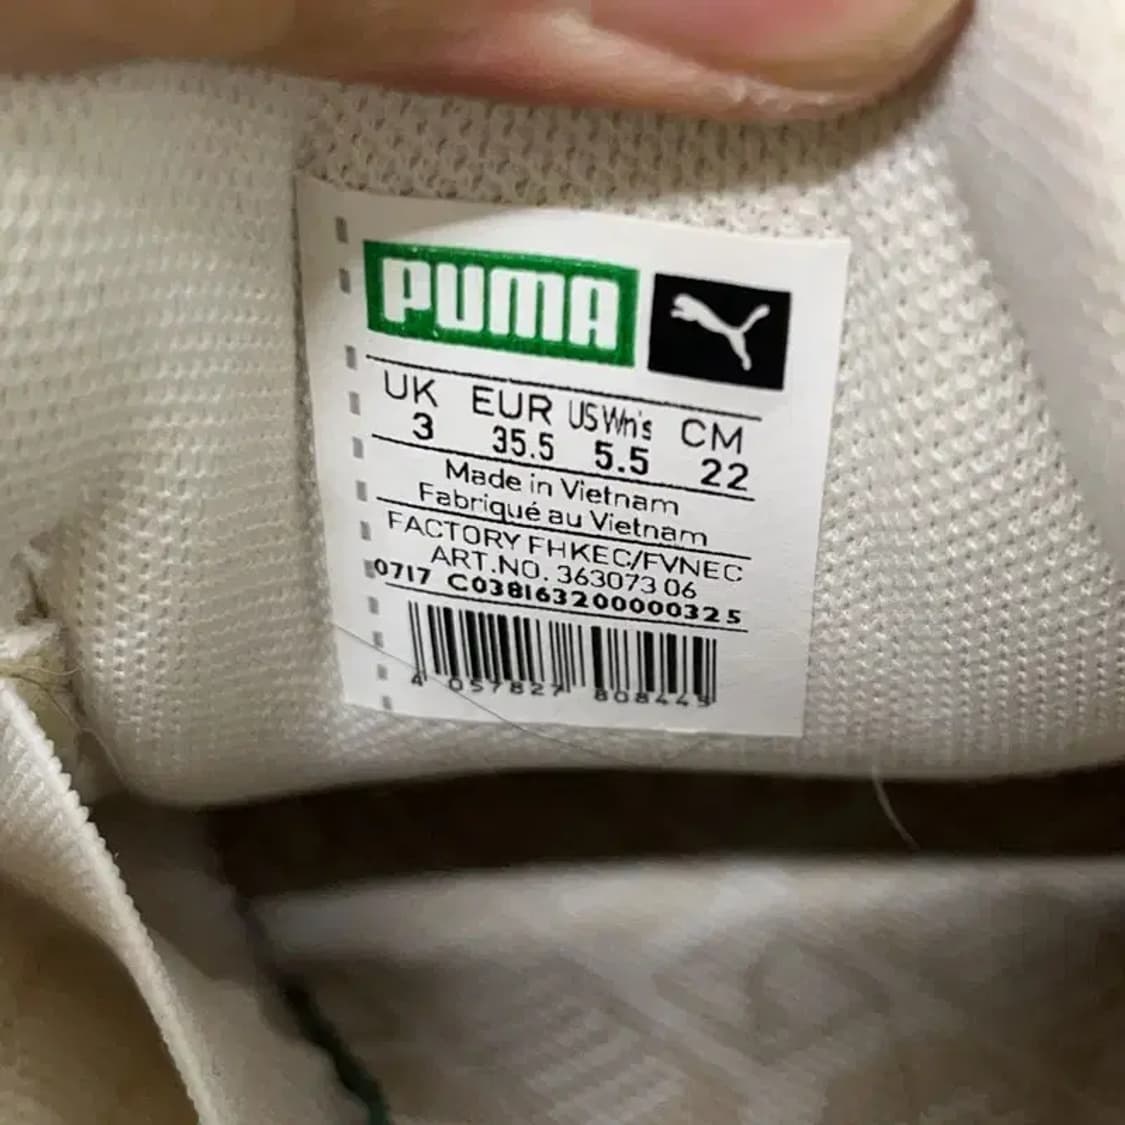 PUMA
UK EUR US Wn's CM
3 35.5 5.5 22
Made in Vietnam
Fabriqué au Vietnam
FACTORY FHKEC/FVNEC
ART.NO. 363073 06
0717 C038163200000325
4 057827 808449